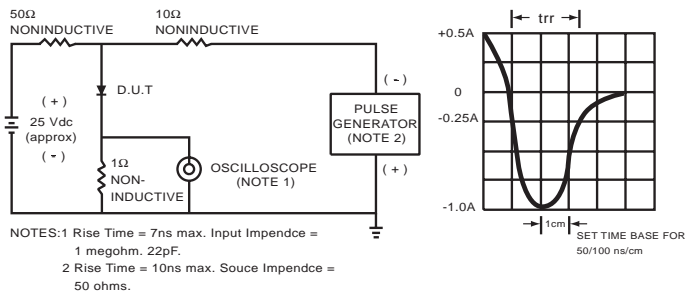 50Ω
NONINDUCTIVE
10Ω
NONINDUCTIVE
( + )
25 Vdc
(approx)
( - )
D.U.T
1Ω
NON-
INDUCTIVE
OSCILLOSCOPE
(NOTE 1)
( - )
PULSE
GENERATOR
(NOTE 2)
( + )
trr
+0.5A
0
-0.25A
-1.0A
1cm
SET TIME BASE FOR
50/100 ns/cm
NOTES:1 Rise Time = 7ns max. Input Impendce =
1 megohm. 22pF.
2 Rise Time = 10ns max. Souce Impendce =
50 ohms.